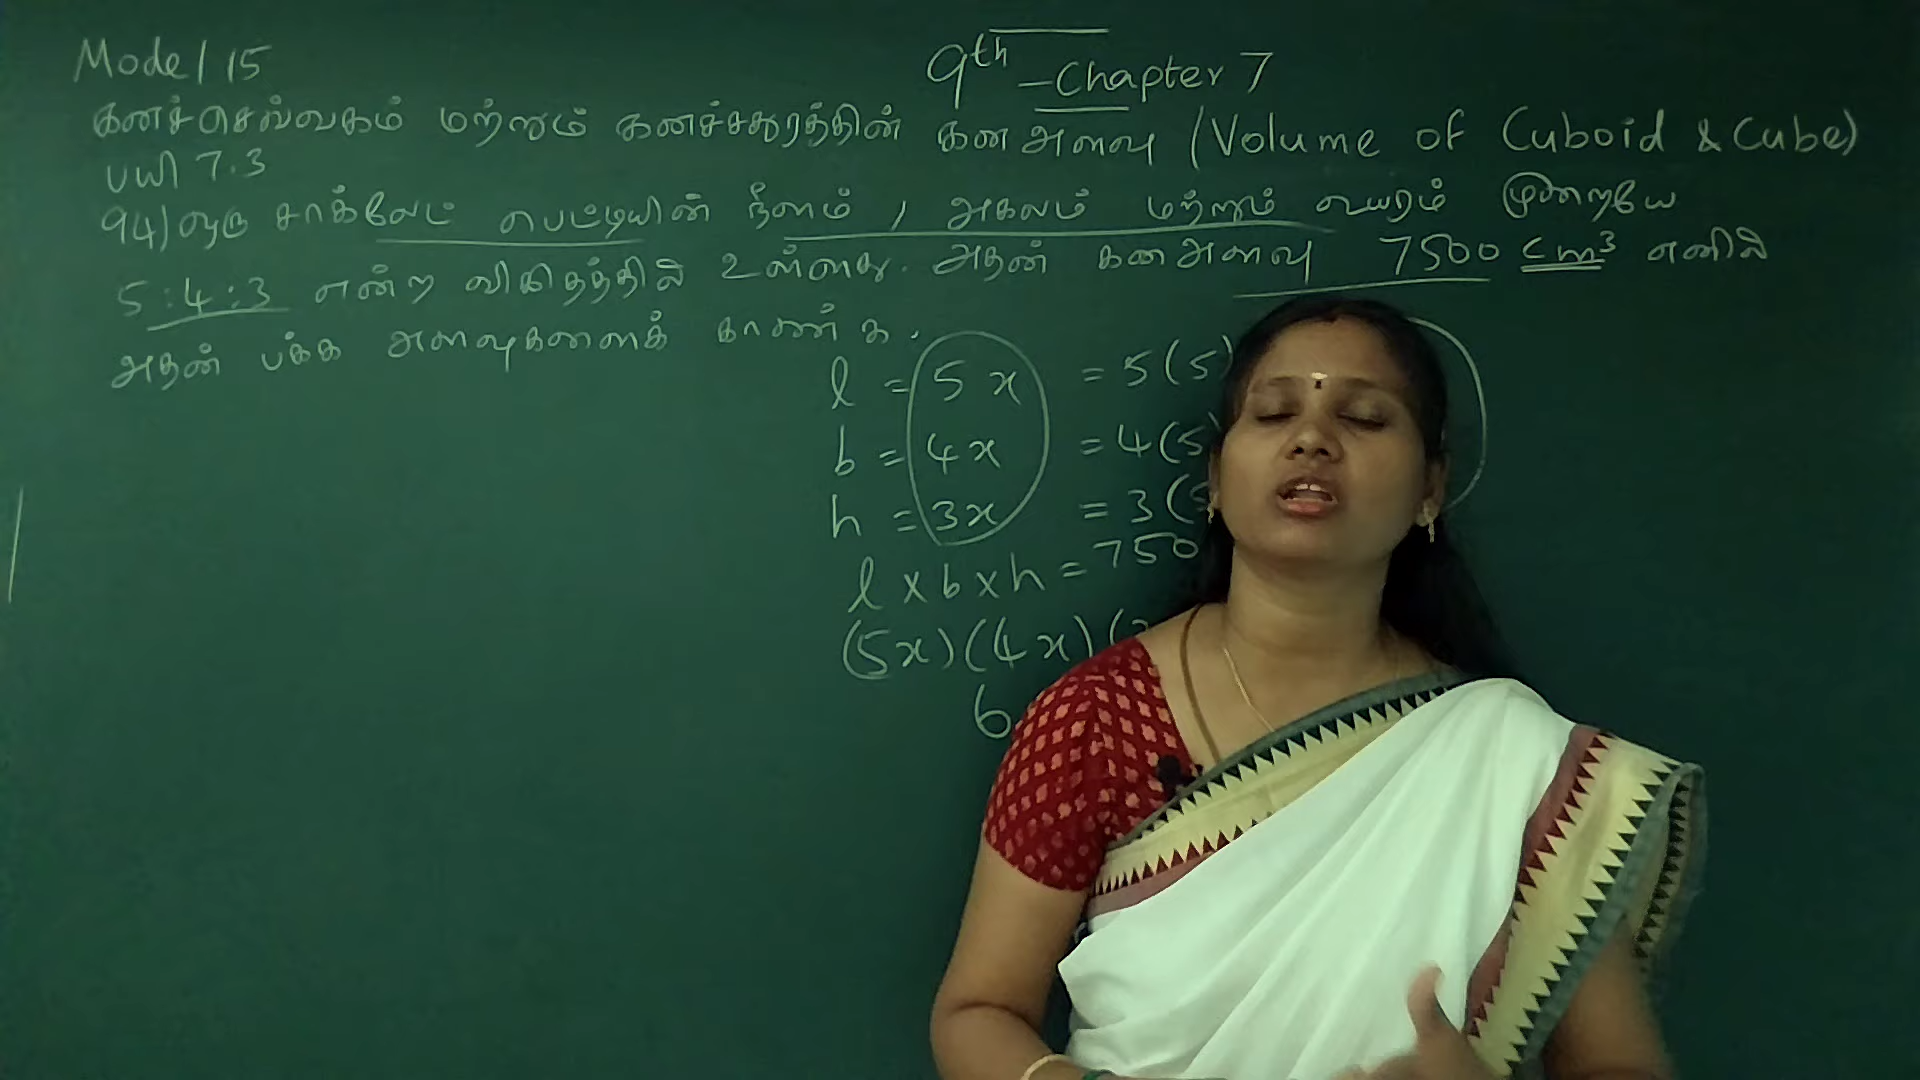 Model 15
9th - Chapter 7
கனச்செவ்வகம் மற்றும் கனச்சதுரத்தின் கன அளவு (Volume of Cuboid & Cube)
பயி 7.3
94) ஒரு சாக்லேட் பெட்டியின் நீளம், அகலம் மற்றும் உயரம் முறையே
5:4:3 என்ற விகிதத்தில் உள்ளது. அதன் கனஅளவு 7500 cm³ எனில்
அதன் பக்க அளவுகளைக் காண்க.
l = 5x = 5(5)
b = 4x = 4(5
h = 3x = 3(
l x b x h = 750
(5x)(4x)(
6